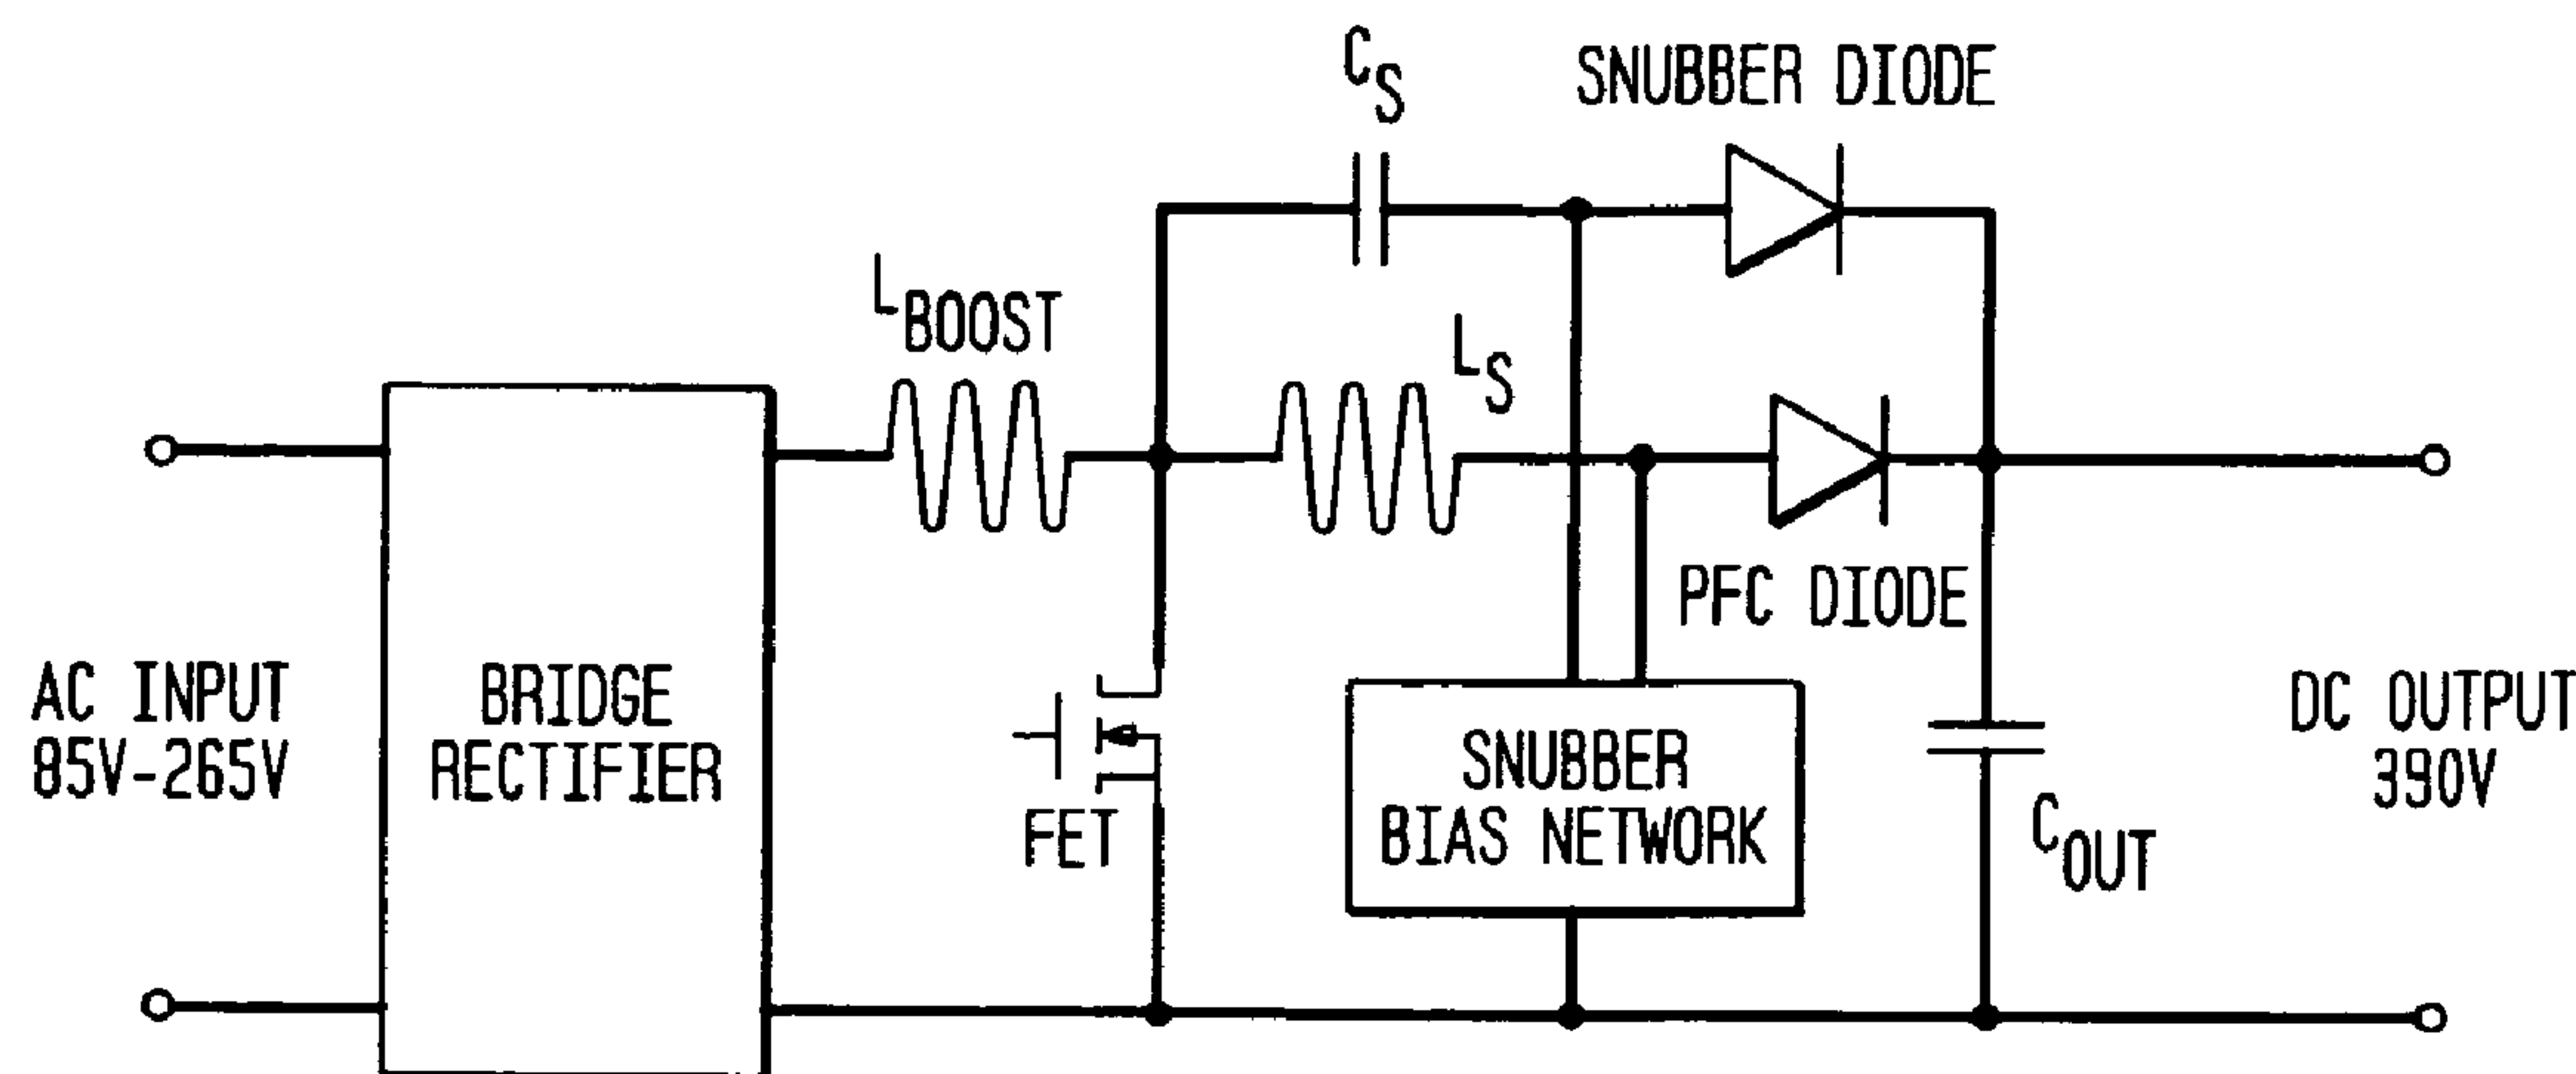 C_S
SNUBBER DIODE
L_BOOST
L_S
PFC DIODE
AC INPUT
85V-265V
BRIDGE
RECTIFIER
FET
SNUBBER
BIAS NETWORK
C_OUT
DC OUTPUT
390V